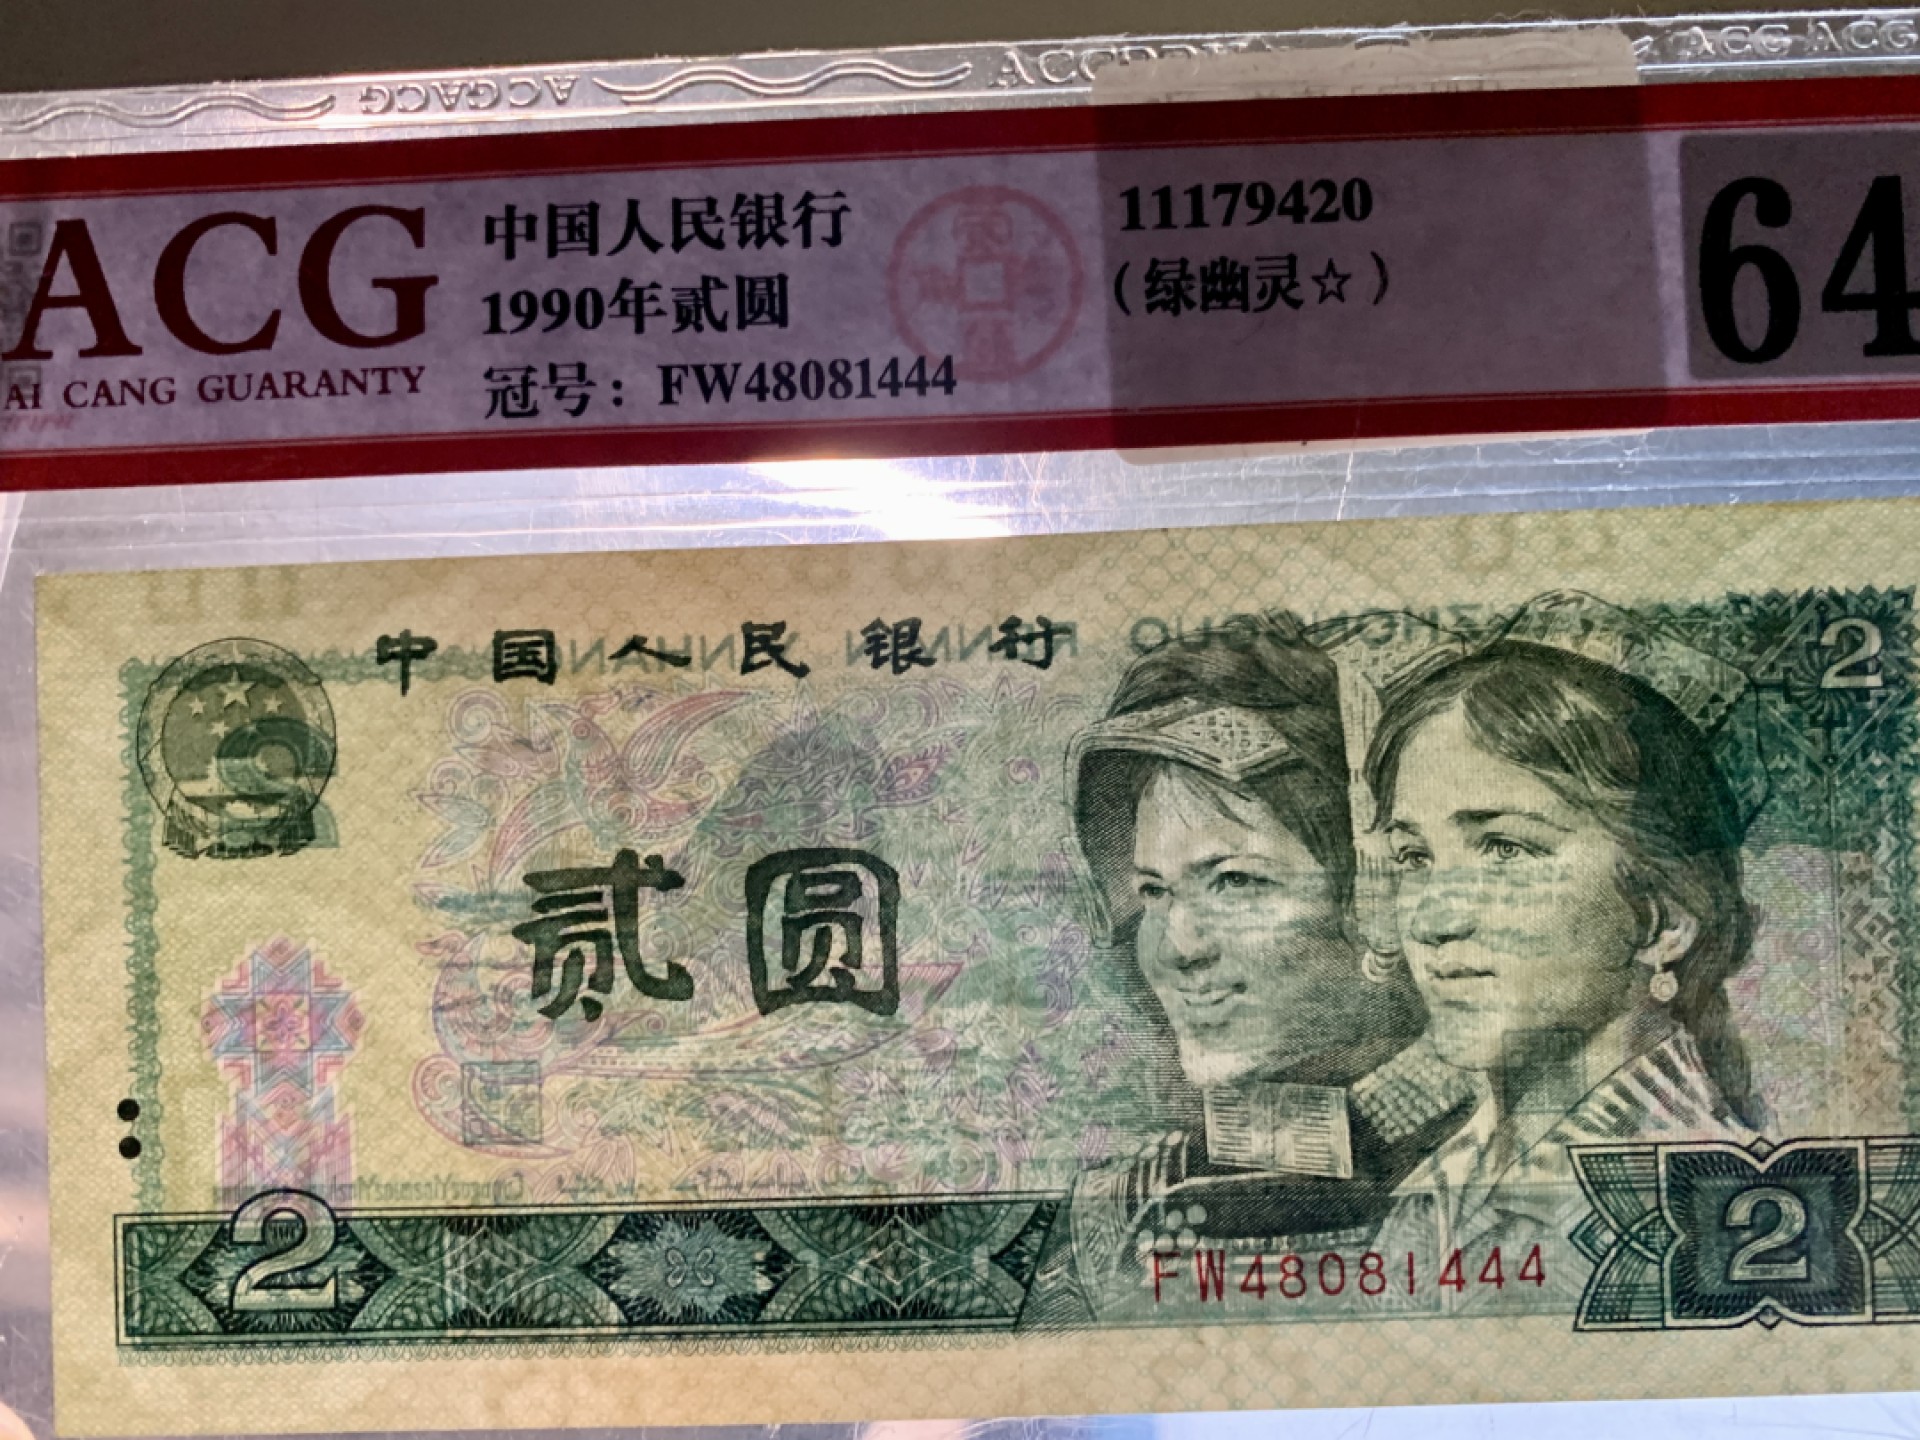 ACGACG
ACG ACG
ACG
AI CANG GUARANTY
中国人民银行
1990年贰圆
冠号：FW48081444
11179420
（绿幽灵☆）
64
中国人民银行
2
贰圆
2
FW48081444
2